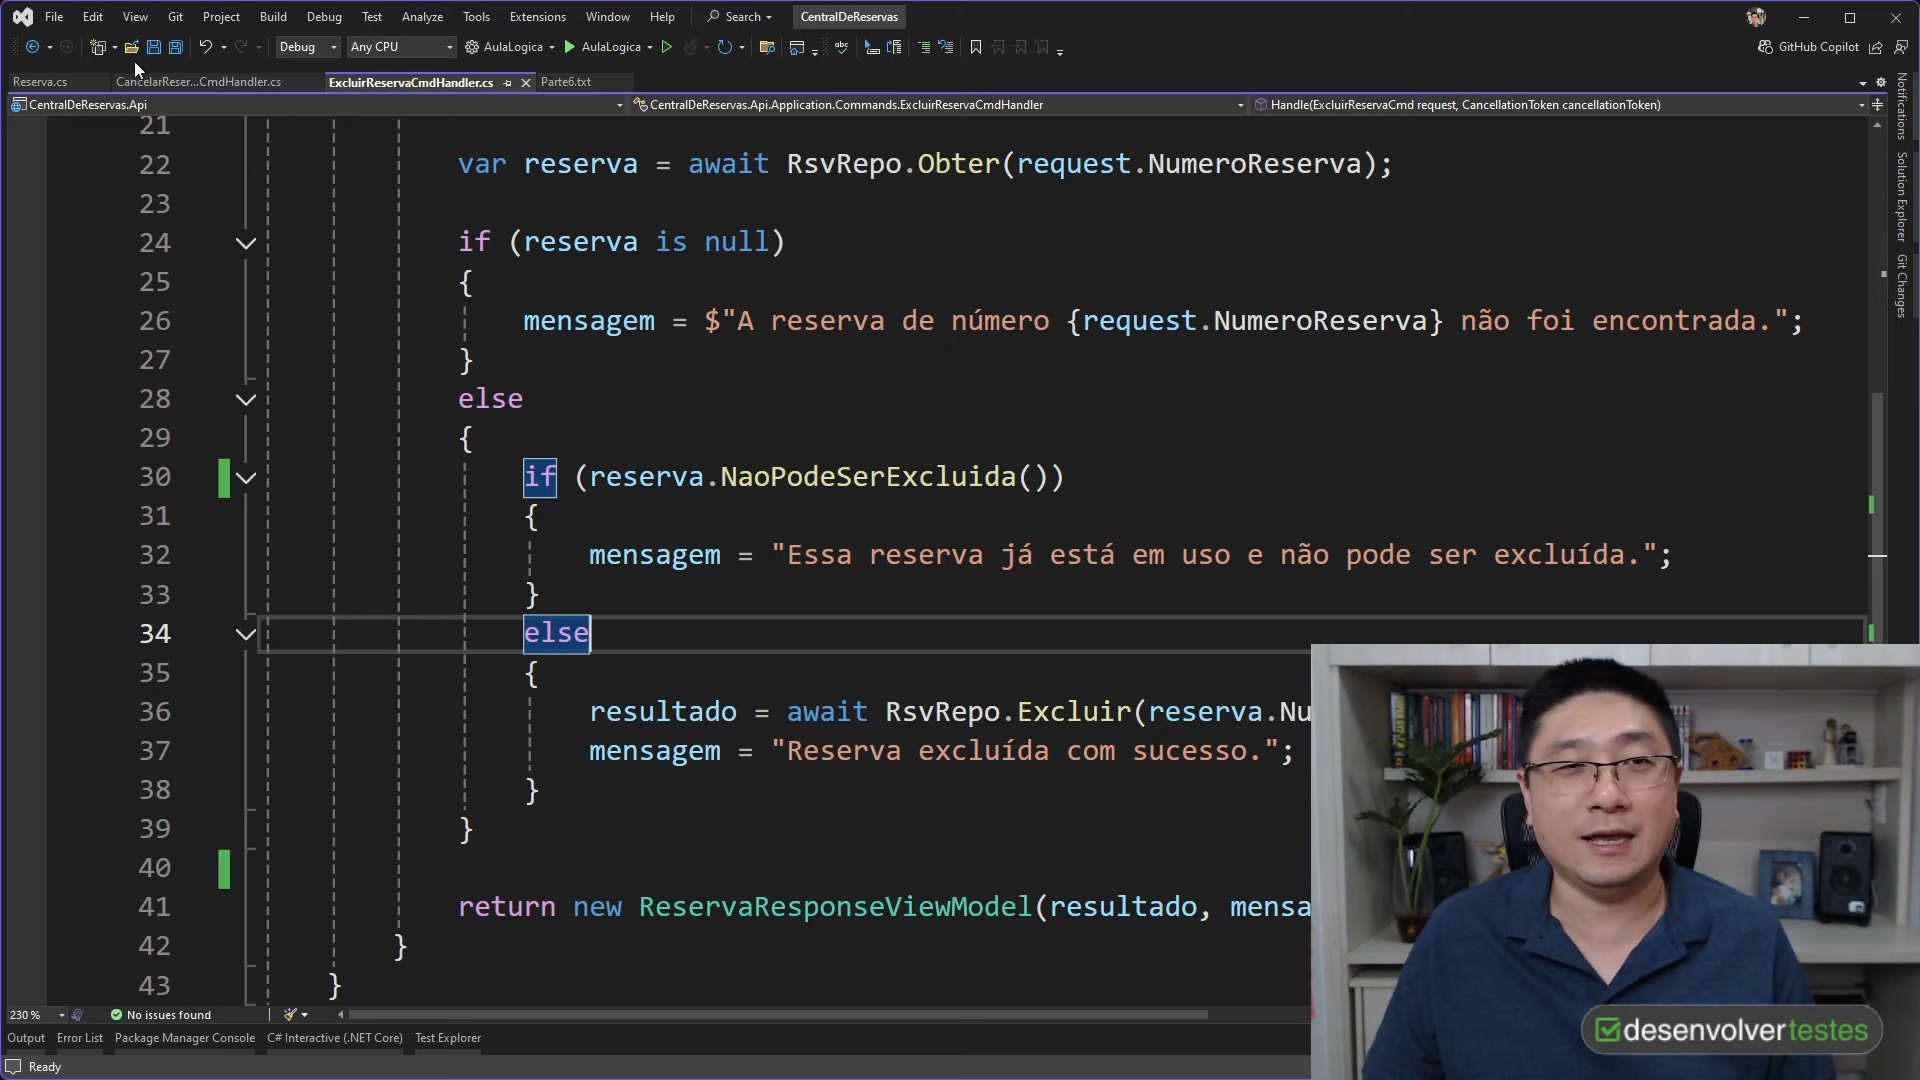 File Edit View Git Project Build Debug Test Analyze Tools Extensions Window Help Search CentralDeReservas
Debug Any CPU AulaLogica AulaLogica GitHub Copilot
Reserva.cs CancelarReser...CmdHandler.cs ExcluirReservaCmdHandler.cs Parte6.txt
CentralDeReservas.Api CentralDeReservas.Api.Application.Commands.ExcluirReservaCmdHandler Handle(ExcluirReservaCmd request, CancellationToken cancellationToken)
21
22 var reserva = await RsvRepo.Obter(request.NumeroReserva);
23
24 if (reserva is null)
25 {
26 mensagem = $"A reserva de número {request.NumeroReserva} não foi encontrada.";
27 }
28 else
29 {
30 if (reserva.NaoPodeSerExcluida())
31 {
32 mensagem = "Essa reserva já está em uso e não pode ser excluída.";
33 }
34 else
35 {
36 resultado = await RsvRepo.Excluir(reserva.Nu
37 mensagem = "Reserva excluída com sucesso.";
38 }
39 }
40
41 return new ReservaResponseViewModel(resultado, mensa
42 }
43 }
Notifications
Solution Explorer
Git Changes
230 % No issues found
Output Error List Package Manager Console C# Interactive (.NET Core) Test Explorer
Ready
desenvolvertestes